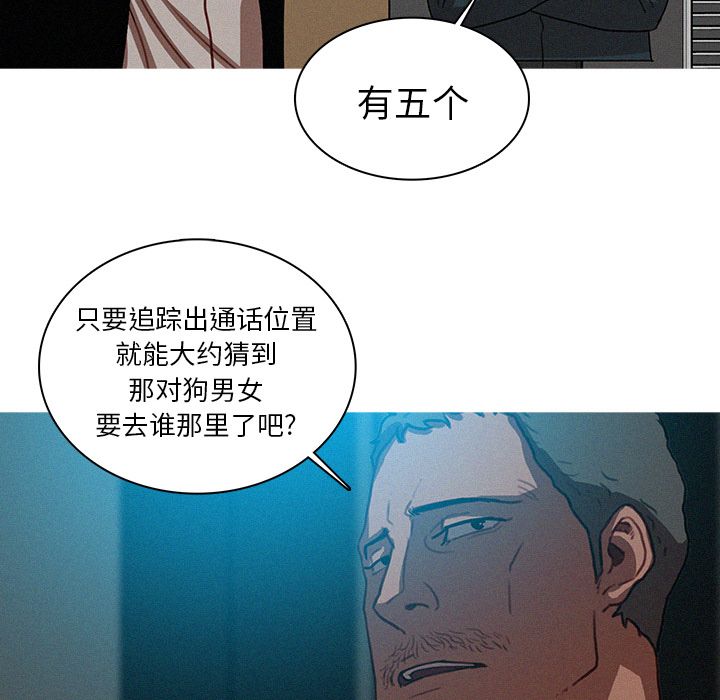 有五个
只要追踪出通话位置
就能大约猜到
那对狗男女
要去谁那里了吧?